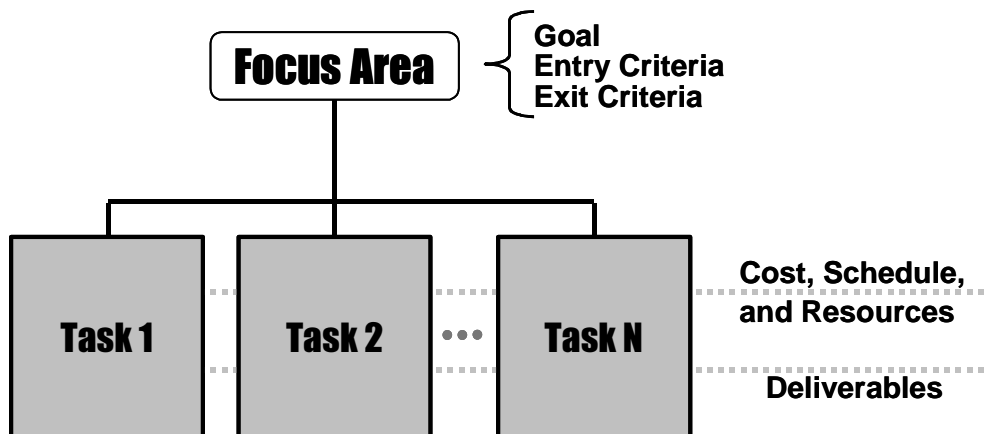 Focus Area
Goal
Entry Criteria
Exit Criteria
Task 1
Task 2
Task N
Cost, Schedule,
and Resources
Deliverables